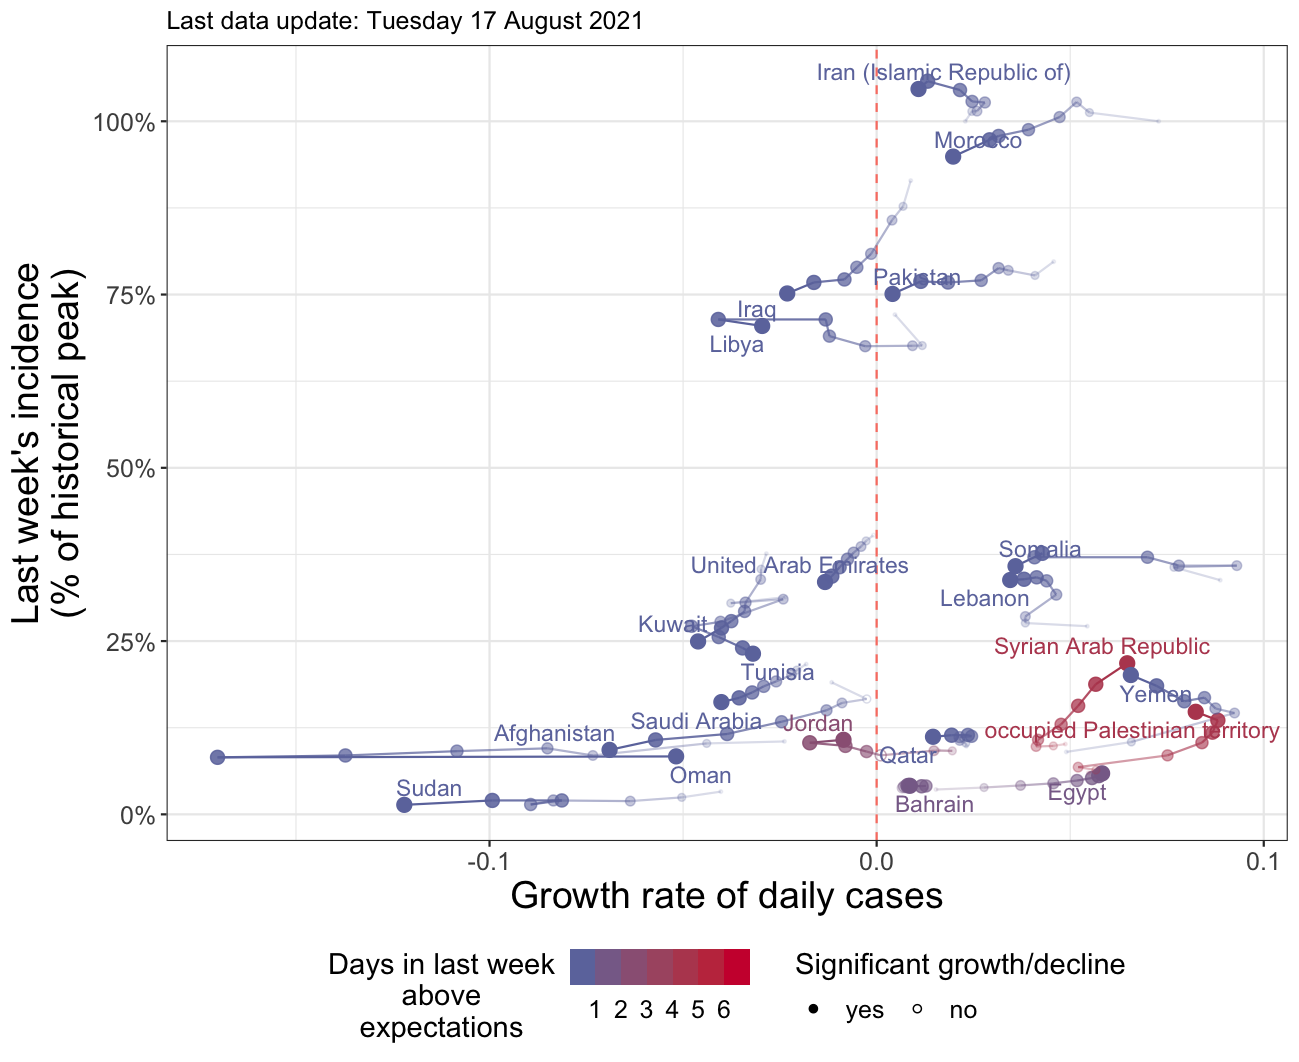 Last data update: Tuesday 17 August 2021
Last week's incidence
(% of historical peak)
100%
75%
50%
25%
0%
Iran (Islamic Republic of)
Morocco
Pakistan
Iraq
Libya
United Arab Emirates
Somalia
Lebanon
Kuwait
Syrian Arab Republic
Tunisia
Yemen
Saudi Arabia
Jordan
occupied Palestinian territory
Afghanistan
Qatar
Oman
Sudan
Egypt
Bahrain
-0.1
0.0
0.1
Growth rate of daily cases
Days in last week
above
expectations
1 2 3 4 5 6
Significant growth/decline
yes
no